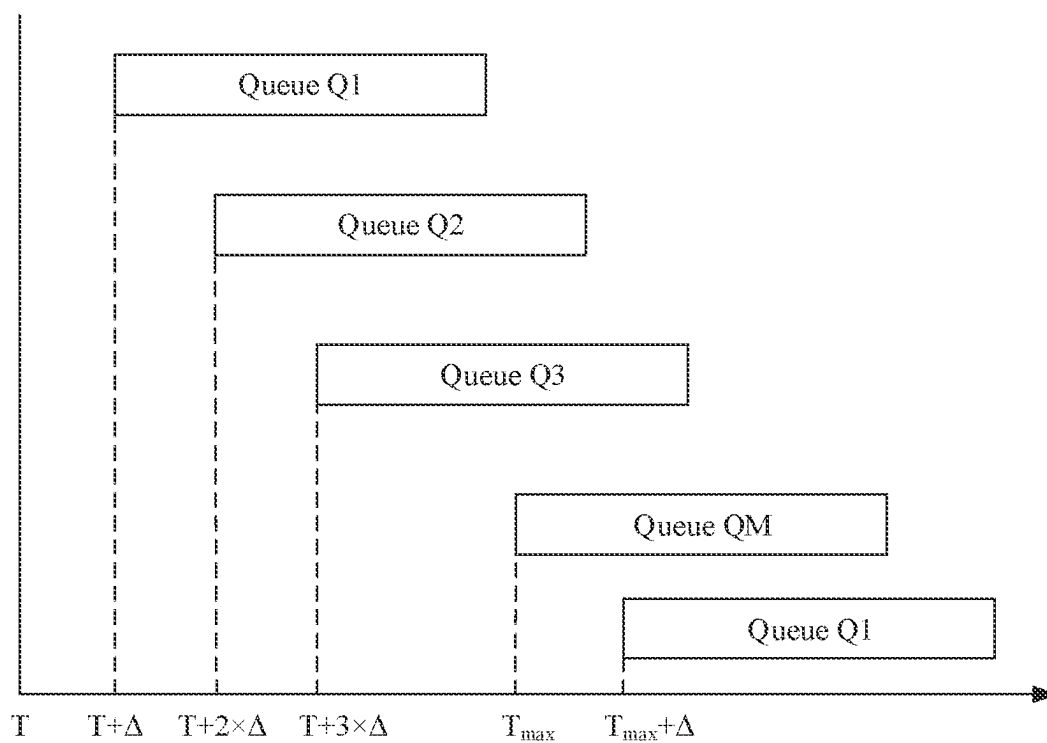 Queue Q1
Queue Q2
Queue Q3
Queue QM
Queue Q1
T T+Δ T+2×Δ T+3×Δ Tmax Tmax+Δ